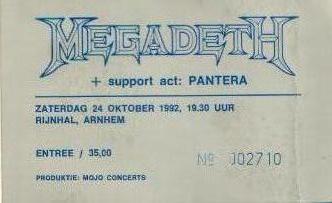 MEGADETH
+ support act: PANTERA
ZATERDAG 24 OKTOBER 1992, 19.30 UUR
RIJNHAL, ARNHEM
ENTREE / 35,00
Nº 002710
PRODUKTIE: MOJO CONCERTS